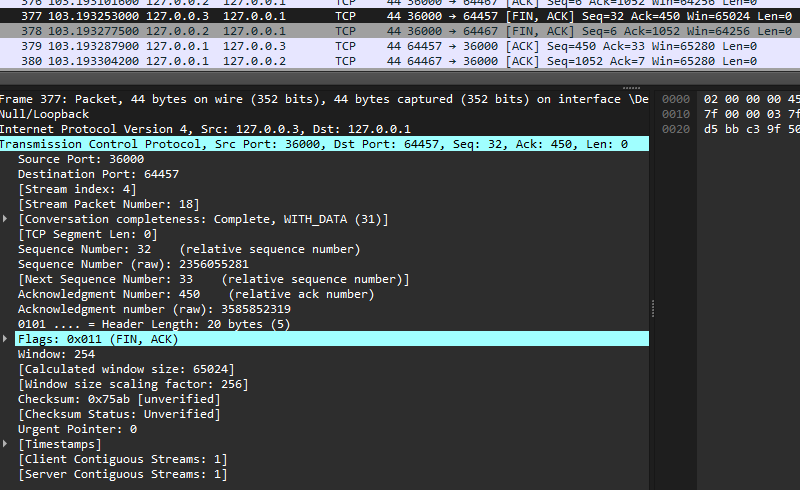 376 103.193101600 127.0.0.2 127.0.0.1 TCP 44 36000 → 64467 [ACK] Seq=6 Ack=1052 Win=64256 Len=0
377 103.193253000 127.0.0.3 127.0.0.1 TCP 44 36000 → 64457 [FIN, ACK] Seq=32 Ack=450 Win=65024 Len=0
378 103.193277500 127.0.0.2 127.0.0.1 TCP 44 36000 → 64467 [FIN, ACK] Seq=6 Ack=1052 Win=64256 Len=0
379 103.193287900 127.0.0.1 127.0.0.3 TCP 44 64457 → 36000 [ACK] Seq=450 Ack=33 Win=65280 Len=0
380 103.193304200 127.0.0.1 127.0.0.2 TCP 44 64467 → 36000 [ACK] Seq=1052 Ack=7 Win=65280 Len=0
Frame 377: Packet, 44 bytes on wire (352 bits), 44 bytes captured (352 bits) on interface \De
Null/Loopback
Internet Protocol Version 4, Src: 127.0.0.3, Dst: 127.0.0.1
Transmission Control Protocol, Src Port: 36000, Dst Port: 64457, Seq: 32, Ack: 450, Len: 0
Source Port: 36000
Destination Port: 64457
[Stream index: 4]
[Stream Packet Number: 18]
[Conversation completeness: Complete, WITH_DATA (31)]
[TCP Segment Len: 0]
Sequence Number: 32 (relative sequence number)
Sequence Number (raw): 2356055281
[Next Sequence Number: 33 (relative sequence number)]
Acknowledgment Number: 450 (relative ack number)
Acknowledgment number (raw): 3585852319
0101 .... = Header Length: 20 bytes (5)
Flags: 0x011 (FIN, ACK)
Window: 254
[Calculated window size: 65024]
[Window size scaling factor: 256]
Checksum: 0x75ab [unverified]
[Checksum Status: Unverified]
Urgent Pointer: 0
[Timestamps]
[Client Contiguous Streams: 1]
[Server Contiguous Streams: 1]
0000 02 00 00 00 45
0010 7f 00 00 03 7f
0020 d5 bb c3 9f 50